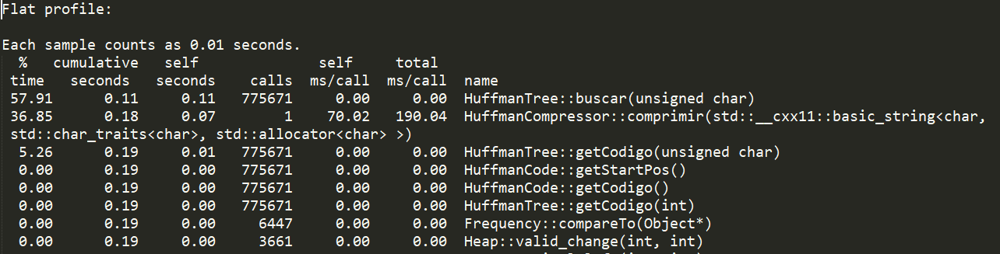 Flat profile:
Each sample counts as 0.01 seconds.
% cumulative self self total
time seconds seconds calls ms/call ms/call name
57.91 0.11 0.11 775671 0.00 0.00 HuffmanTree::buscar(unsigned char)
36.85 0.18 0.07 1 70.02 190.04 HuffmanCompressor::comprimir(std::__cxx11::basic_string<char,
std::char_traits<char>, std::allocator<char> >)
5.26 0.19 0.01 775671 0.00 0.00 HuffmanTree::getCodigo(unsigned char)
0.00 0.19 0.00 775671 0.00 0.00 HuffmanCode::getStartPos()
0.00 0.19 0.00 775671 0.00 0.00 HuffmanCode::getCodigo()
0.00 0.19 0.00 775671 0.00 0.00 HuffmanTree::getCodigo(int)
0.00 0.19 0.00 6447 0.00 0.00 Frequency::compareTo(Object*)
0.00 0.19 0.00 3661 0.00 0.00 Heap::valid_change(int, int)